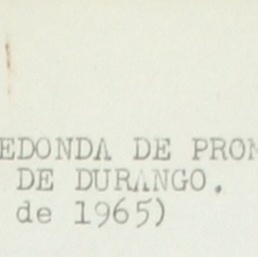 EDONDA DE PROM
DE DURANGO.
de 1965)